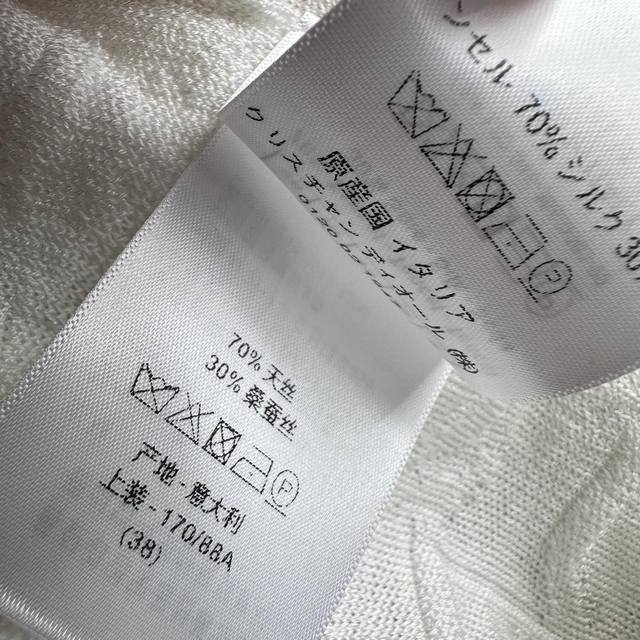 セル 70% シルク 30%
原産国 イタリア
クリスチャン ディオール ㈱
70% 天丝
30% 桑蚕丝
P
产地 - 意大利
上装 - 170/88A
(38)